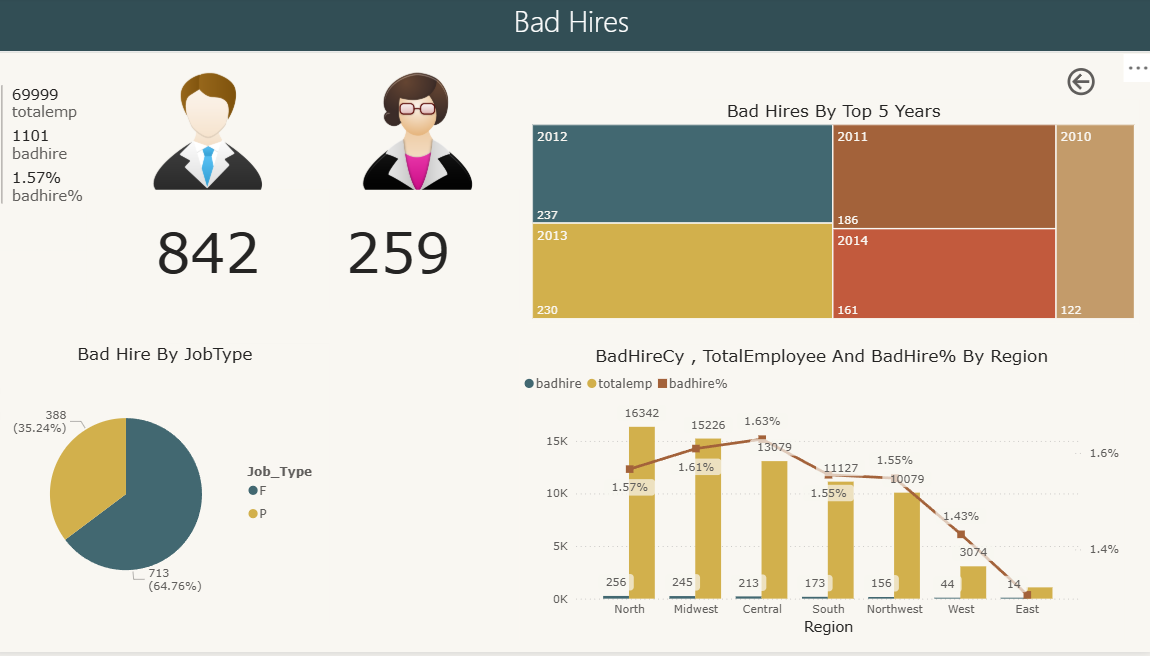 Bad Hires
69999
totalemp
1101
badhire
1.57%
badhire%
842
259
Bad Hires By Top 5 Years
2012
237
2013
230
2011
186
2014
161
2010
122
Bad Hire By JobType
388
(35.24%)
713
(64.76%)
Job_Type
F
P
BadHireCy , TotalEmployee And BadHire% By Region
badhire totalemp badhire%
15K
10K
5K
0K
16342
15226
1.63%
13079
1.61%
1.57%
11127
1.55%
1.55%
10079
1.43%
3074
256
245
213
173
156
44
14
1.6%
1.4%
North Midwest Central South Northwest West East
Region